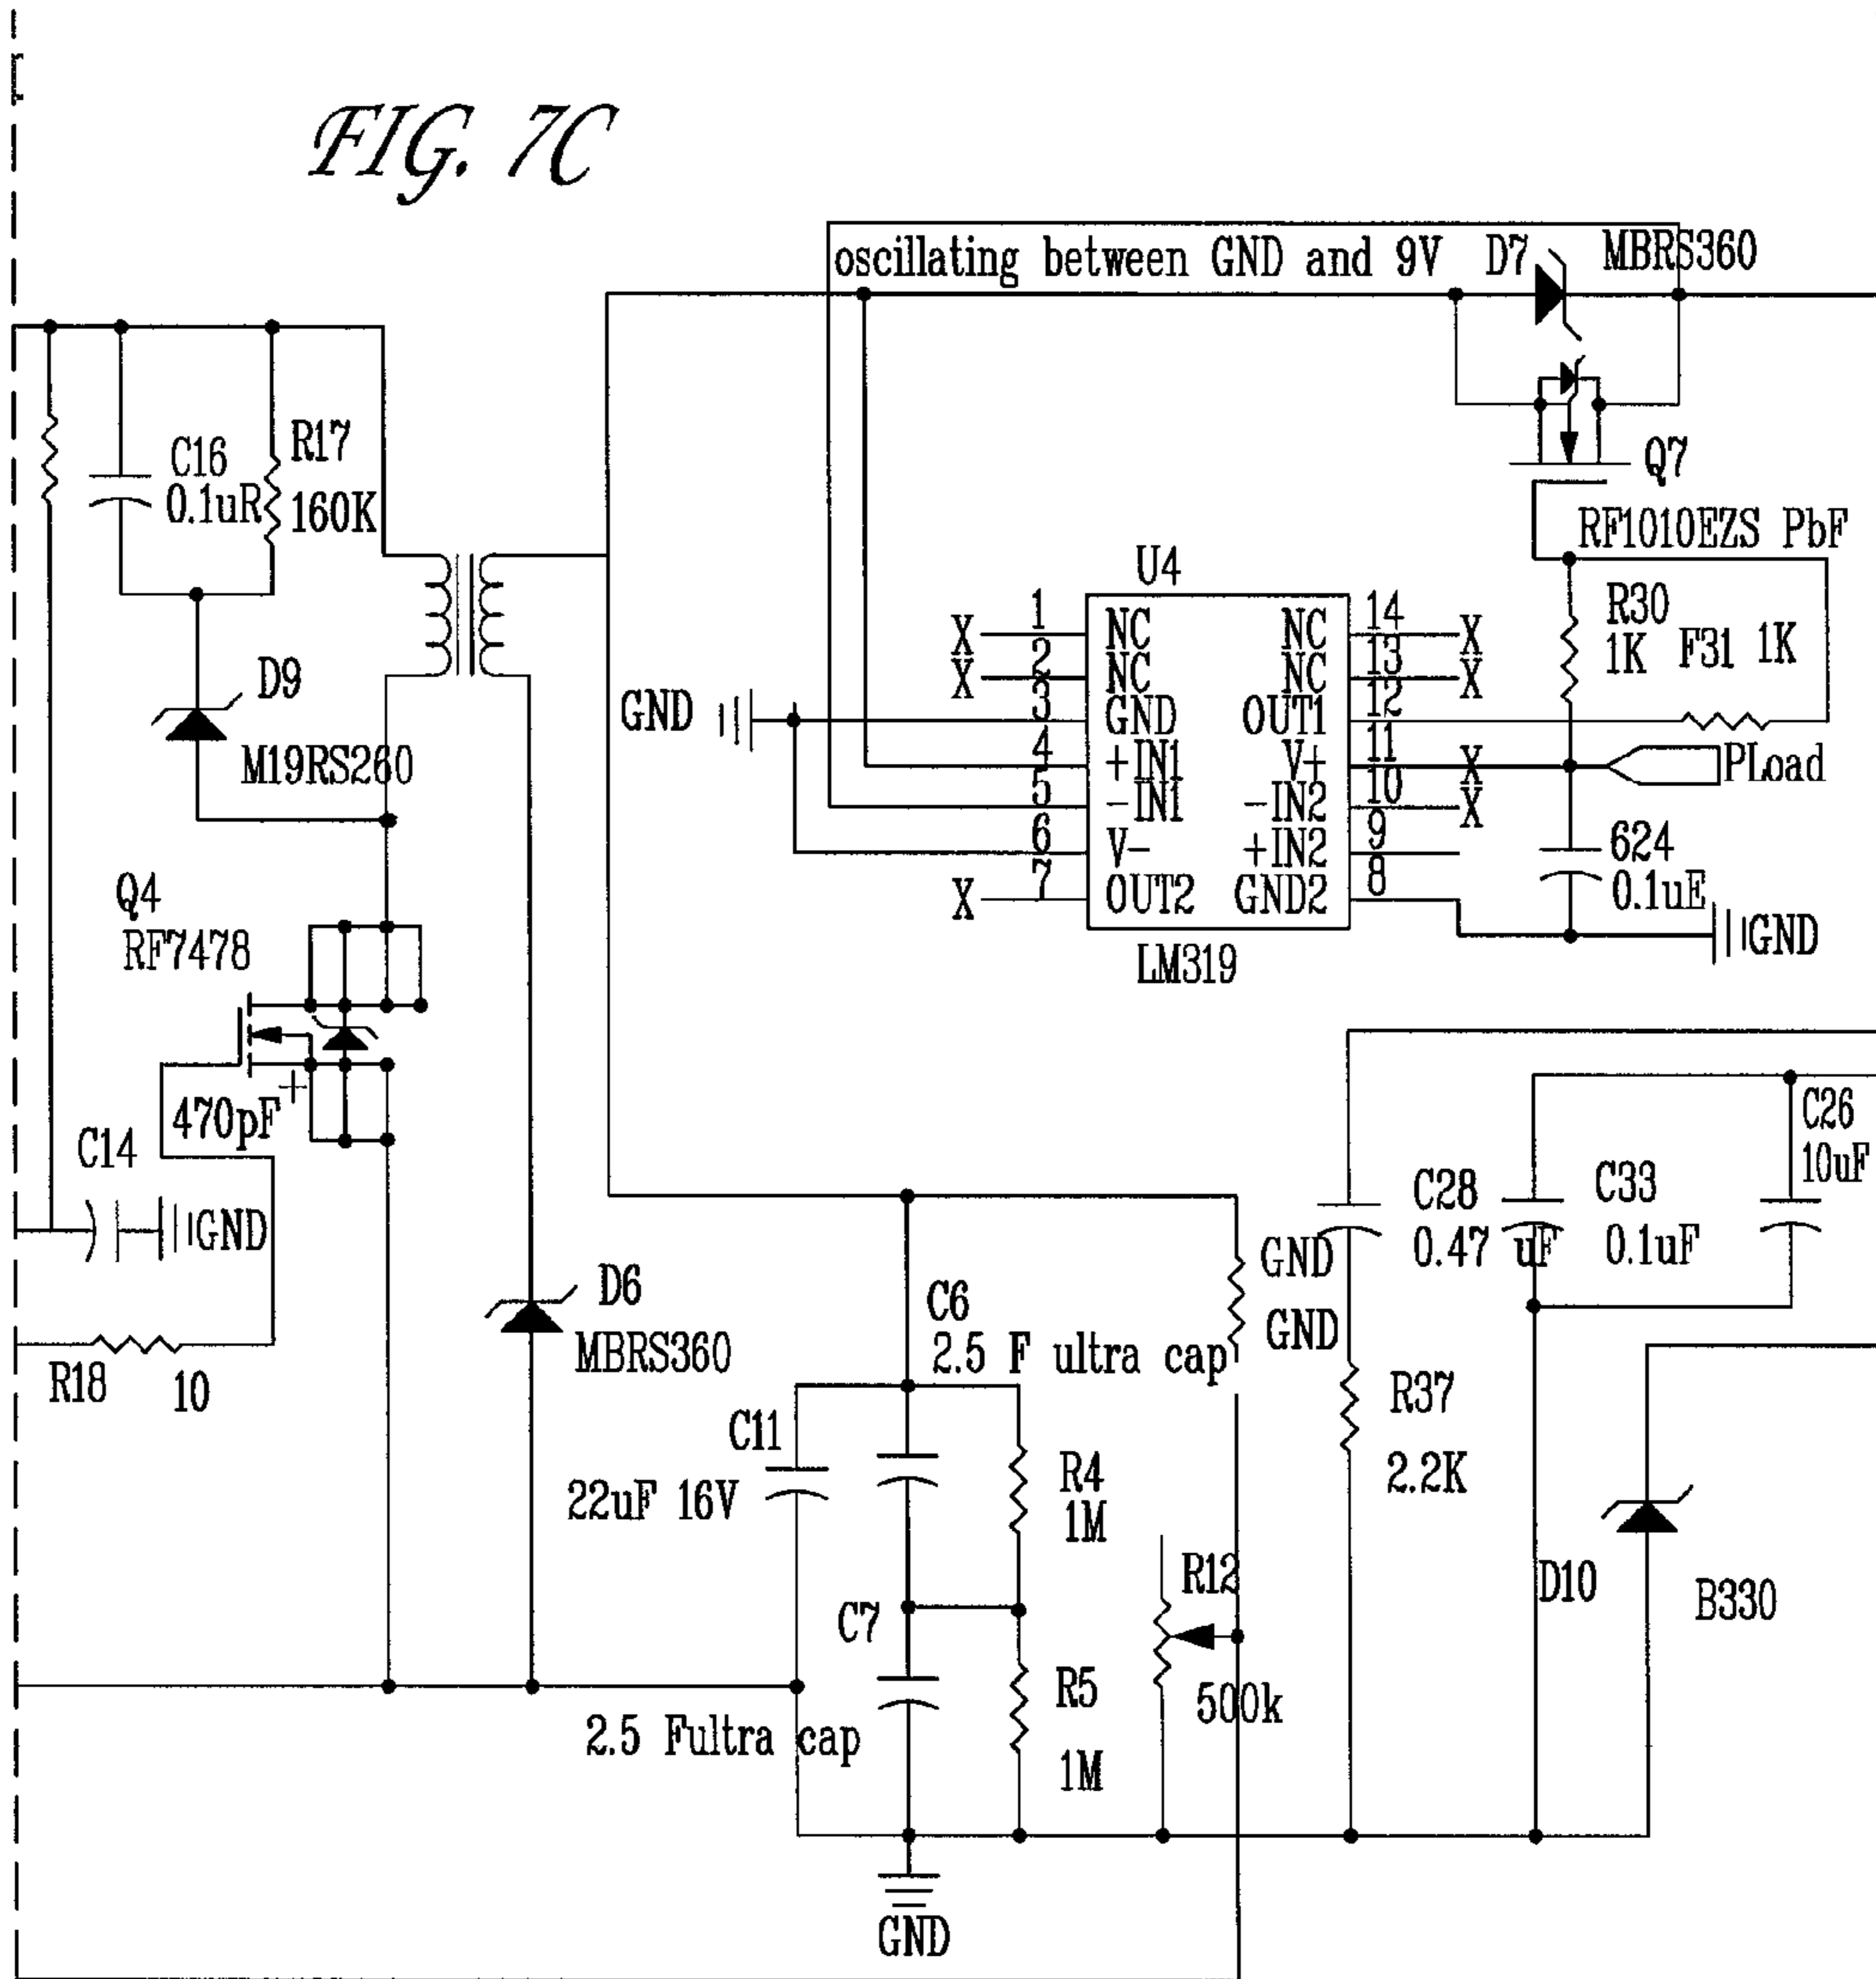 FIG. 7C
oscillating between GND and 9V
D7
MBRS360
C16
0.1uR
R17
160K
Q7
RF1010EZS PbF
R30
1K
F31 1K
U4
1
2
3
4
5
6
7
NC
NC
GND
+IN1
-IN1
V-
OUT2
NC
NC
OUT1
V+
-IN2
+IN2
GND2
14
13
12
11
10
9
8
X
X
X
X
X
X
X
LM319
GND
PLoad
624
0.1uE
GND
D9
M19RS260
Q4
RF7478
+
470pF
C14
GND
R18
10
D6
MBRS360
C6
2.5 F ultra cap
GND
GND
C28
0.47 uF
C33
0.1uF
C26
10uF
R37
2.2K
C11
22uF 16V
R4
1M
C7
2.5 Fultra cap
R5
1M
R12
500k
D10
B330
GND